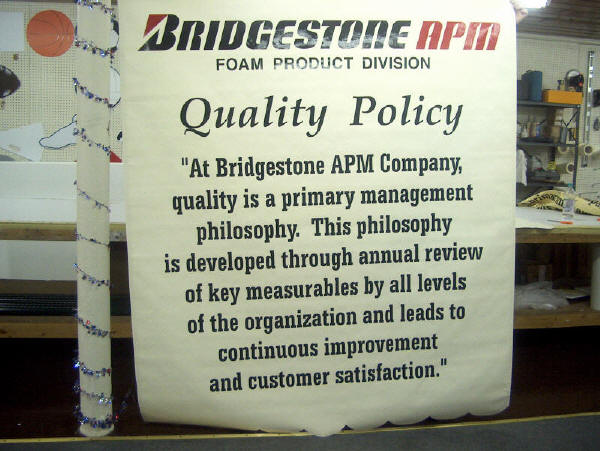 BRIDGESTONE APM
FOAM PRODUCT DIVISION
Quality Policy
"At Bridgestone APM Company,
quality is a primary management
philosophy. This philosophy
is developed through annual review
of key measurables by all levels
of the organization and leads to
continuous improvement
and customer satisfaction."